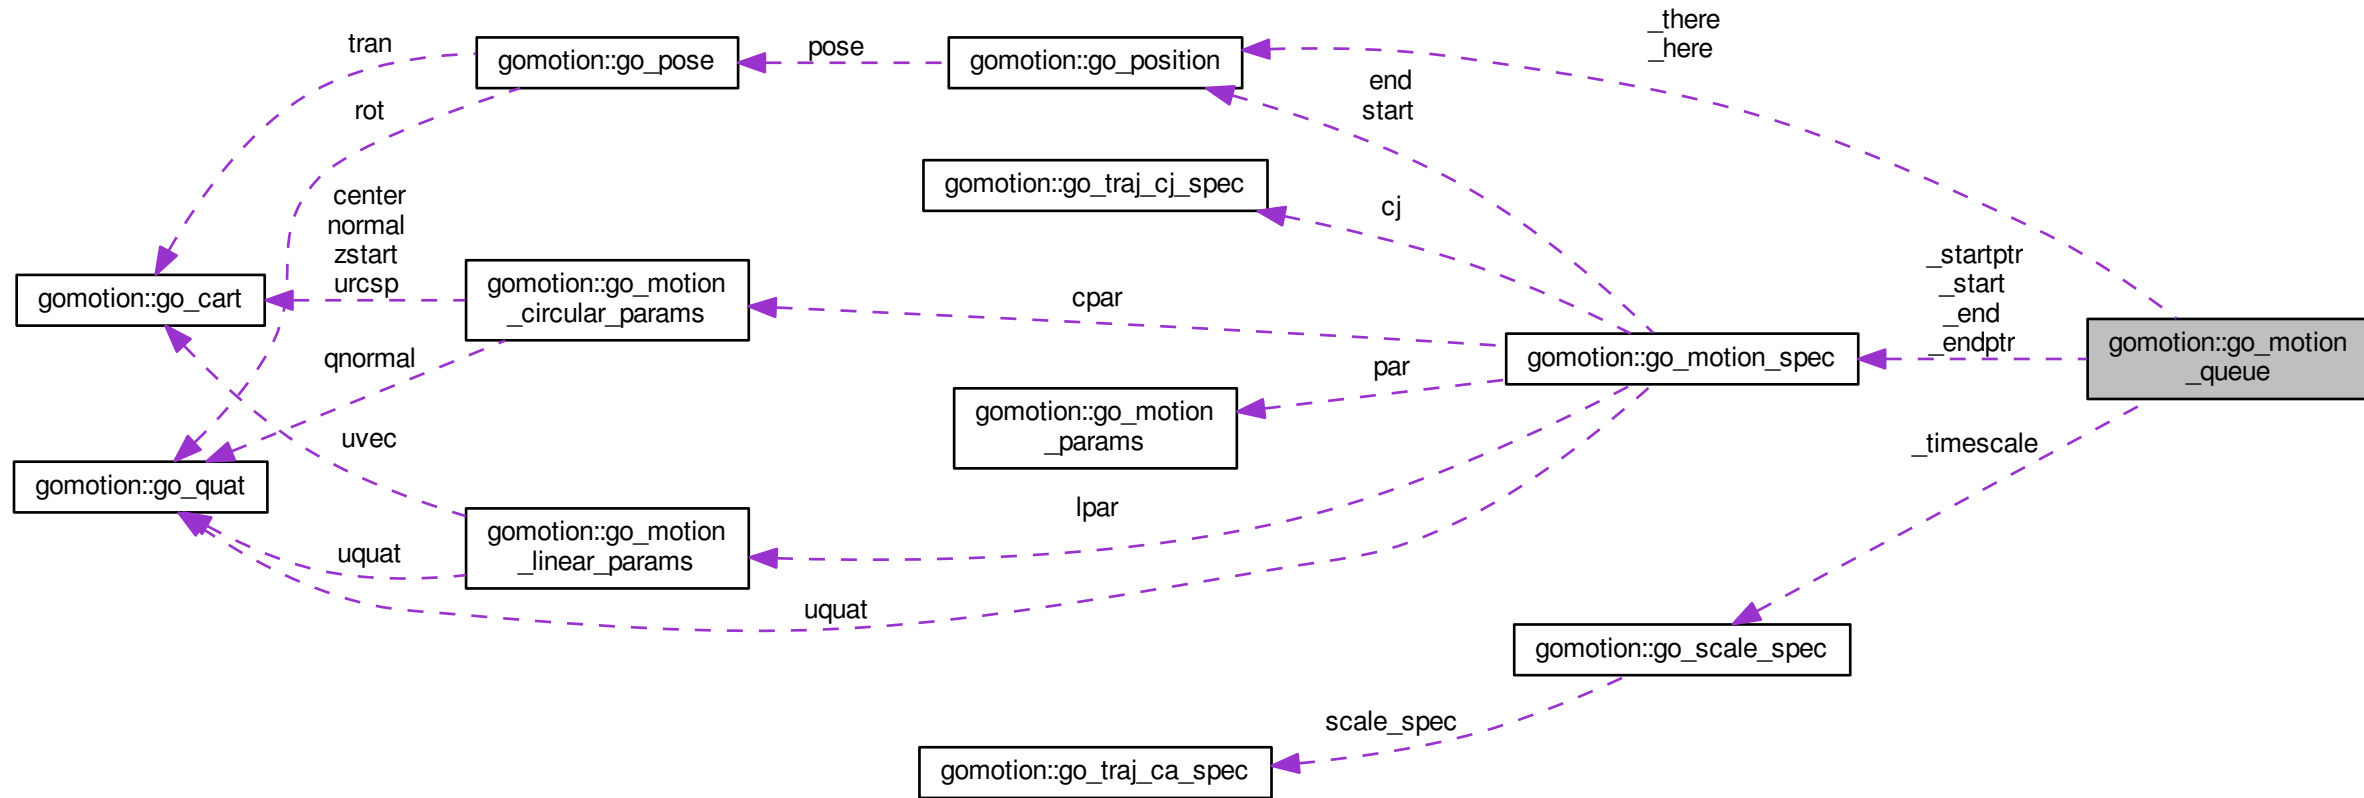 _there
_here
tran
gomotion::go_pose
pose
gomotion::go_position
end
start
rot
gomotion::go_traj_cj_spec
cj
center
normal
zstart
urcsp
gomotion::go_cart
gomotion::go_motion
_circular_params
cpar
_startptr
_start
_end
_endptr
gomotion::go_motion_spec
gomotion::go_motion
_queue
qnormal
par
gomotion::go_motion
_params
uvec
_timescale
gomotion::go_quat
lpar
gomotion::go_motion
_linear_params
uquat
uquat
gomotion::go_scale_spec
scale_spec
gomotion::go_traj_ca_spec